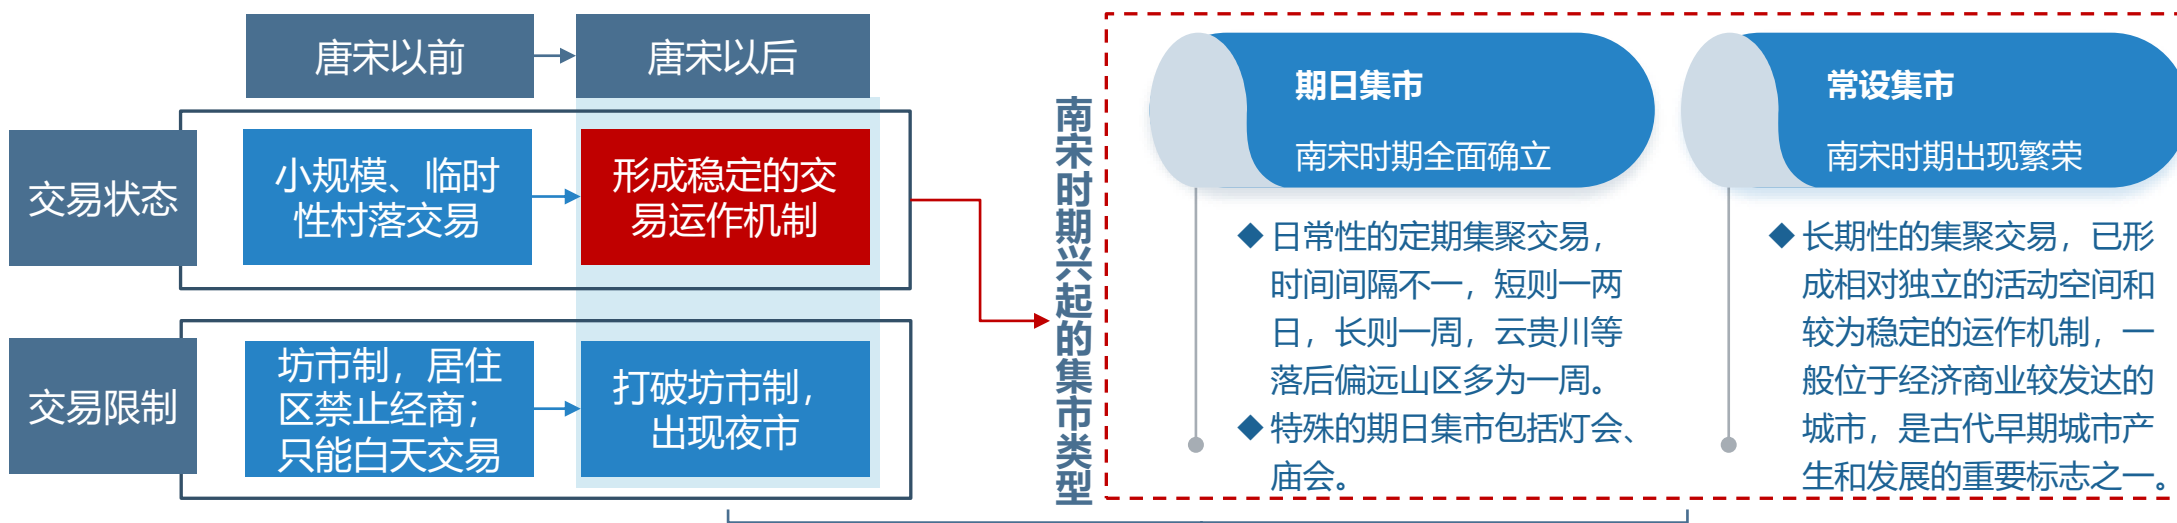 唐宋以前
唐宋以后
交易状态
小规模、临时
性村落交易
形成稳定的交
易运作机制
交易限制
坊市制，居住
区禁止经商；
只能白天交易
打破坊市制，
出现夜市
南宋时期兴起的集市类型
期日集市
南宋时期全面确立
◆日常性的定期集聚交易，
时间间隔不一，短则一两
日，长则一周，云贵川等
落后偏远山区多为一周。
◆特殊的期日集市包括灯会、
庙会。
常设集市
南宋时期出现繁荣
◆长期性的集聚交易，已形
成相对独立的活动空间和
较为稳定的运作机制，一
般位于经济商业较发达的
城市，是古代早期城市产
生和发展的重要标志之一。